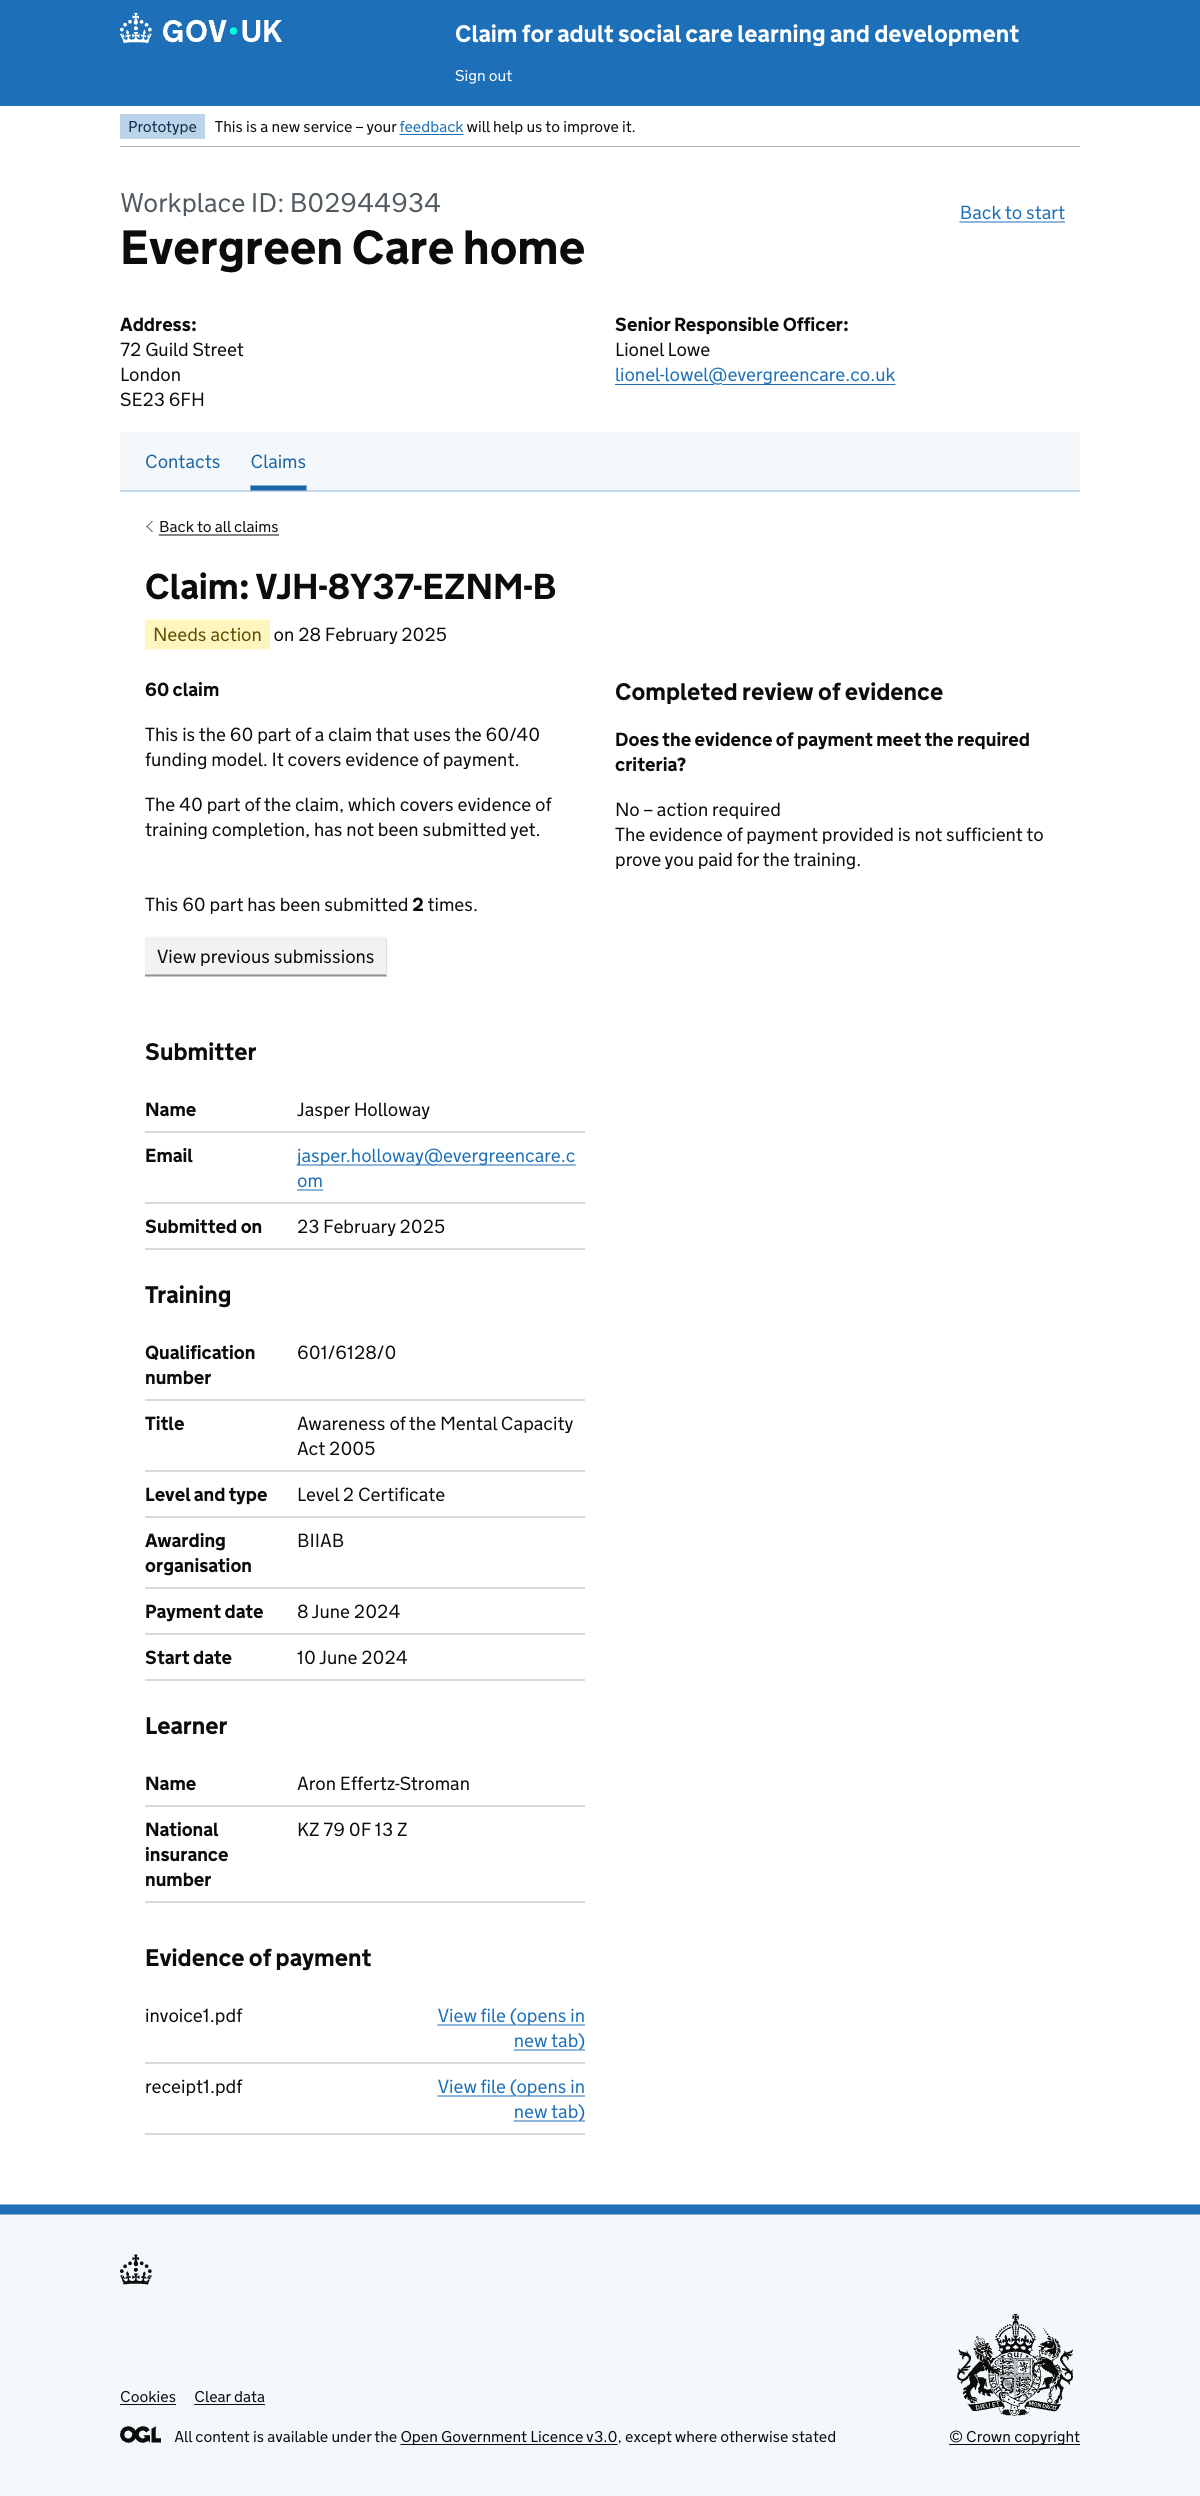 GOV·UK
Claim for adult social care learning and development
Sign out
Prototype This is a new service – your feedback will help us to improve it.
Workplace ID: B02944934
Back to start
Evergreen Care home
Address:
72 Guild Street
London
SE23 6FH
Senior Responsible Officer:
Lionel Lowe
lionel-lowel@evergreencare.co.uk
Contacts Claims
Back to all claims
Claim: VJH-8Y37-EZNM-B
Needs action on 28 February 2025
60 claim
This is the 60 part of a claim that uses the 60/40
funding model. It covers evidence of payment.
The 40 part of the claim, which covers evidence of
training completion, has not been submitted yet.
This 60 part has been submitted 2 times.
View previous submissions
Completed review of evidence
Does the evidence of payment meet the required
criteria?
No – action required
The evidence of payment provided is not sufficient to
prove you paid for the training.
Submitter
Name Jasper Holloway
Email jasper.holloway@evergreencare.c
om
Submitted on 23 February 2025
Training
Qualification 601/6128/0
number
Title Awareness of the Mental Capacity
Act 2005
Level and type Level 2 Certificate
Awarding BIIAB
organisation
Payment date 8 June 2024
Start date 10 June 2024
Learner
Name Aron Effertz-Stroman
National KZ 79 0F 13 Z
insurance
number
Evidence of payment
invoice1.pdf View file (opens in
new tab)
receipt1.pdf View file (opens in
new tab)
Cookies Clear data
OGL All content is available under the Open Government Licence v3.0, except where otherwise stated
© Crown copyright